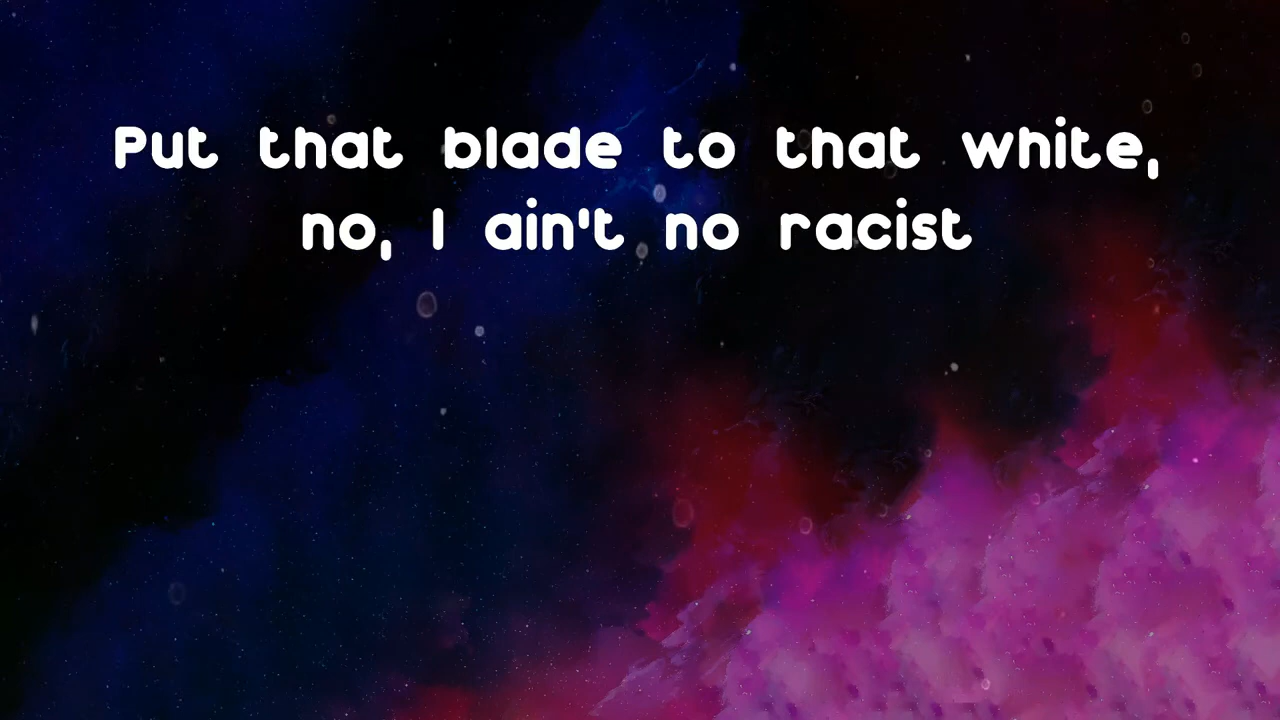 Put that blade to that white,
no, I ain't no racist